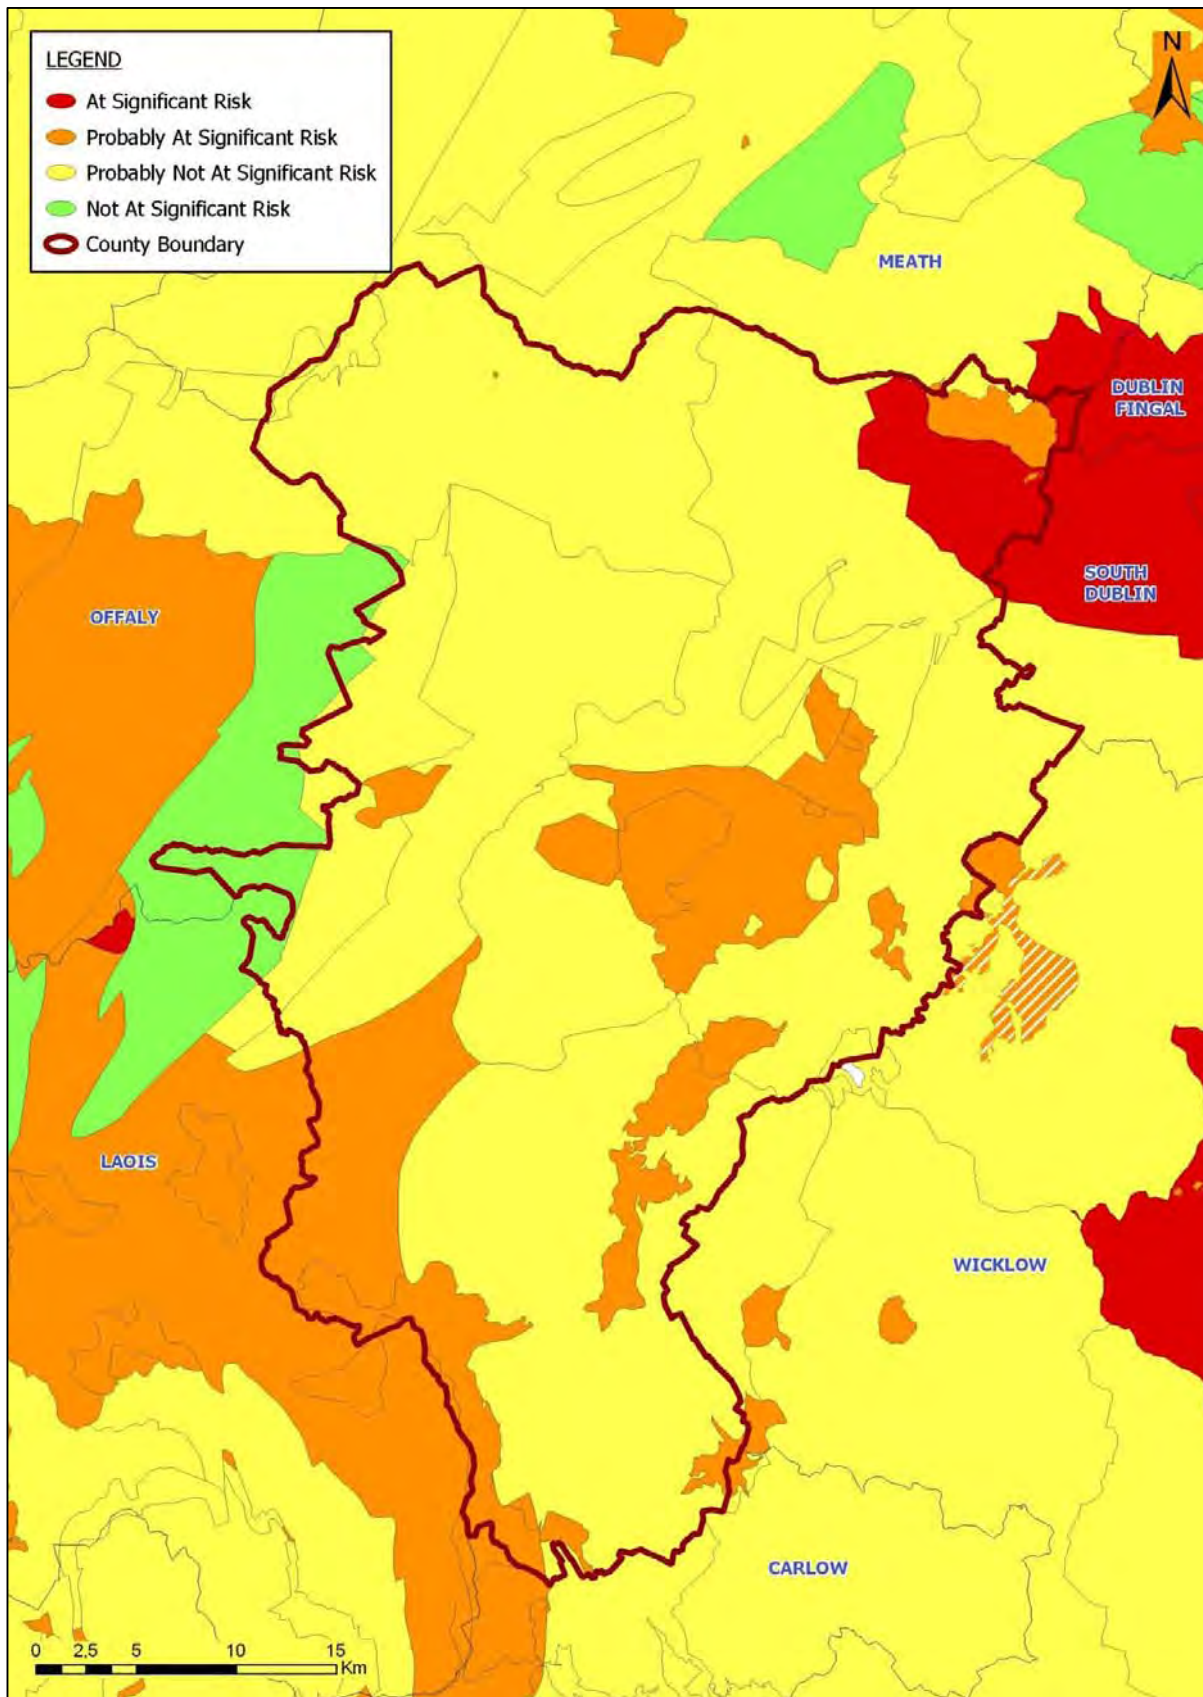 LEGEND
At Significant Risk
Probably At Significant Risk
Probably Not At Significant Risk
Not At Significant Risk
County Boundary
N
MEATH
DUBLIN
FINGAL
SOUTH
DUBLIN
OFFALY
LAOIS
WICKLOW
CARLOW
0 2,5 5 10 15
Km